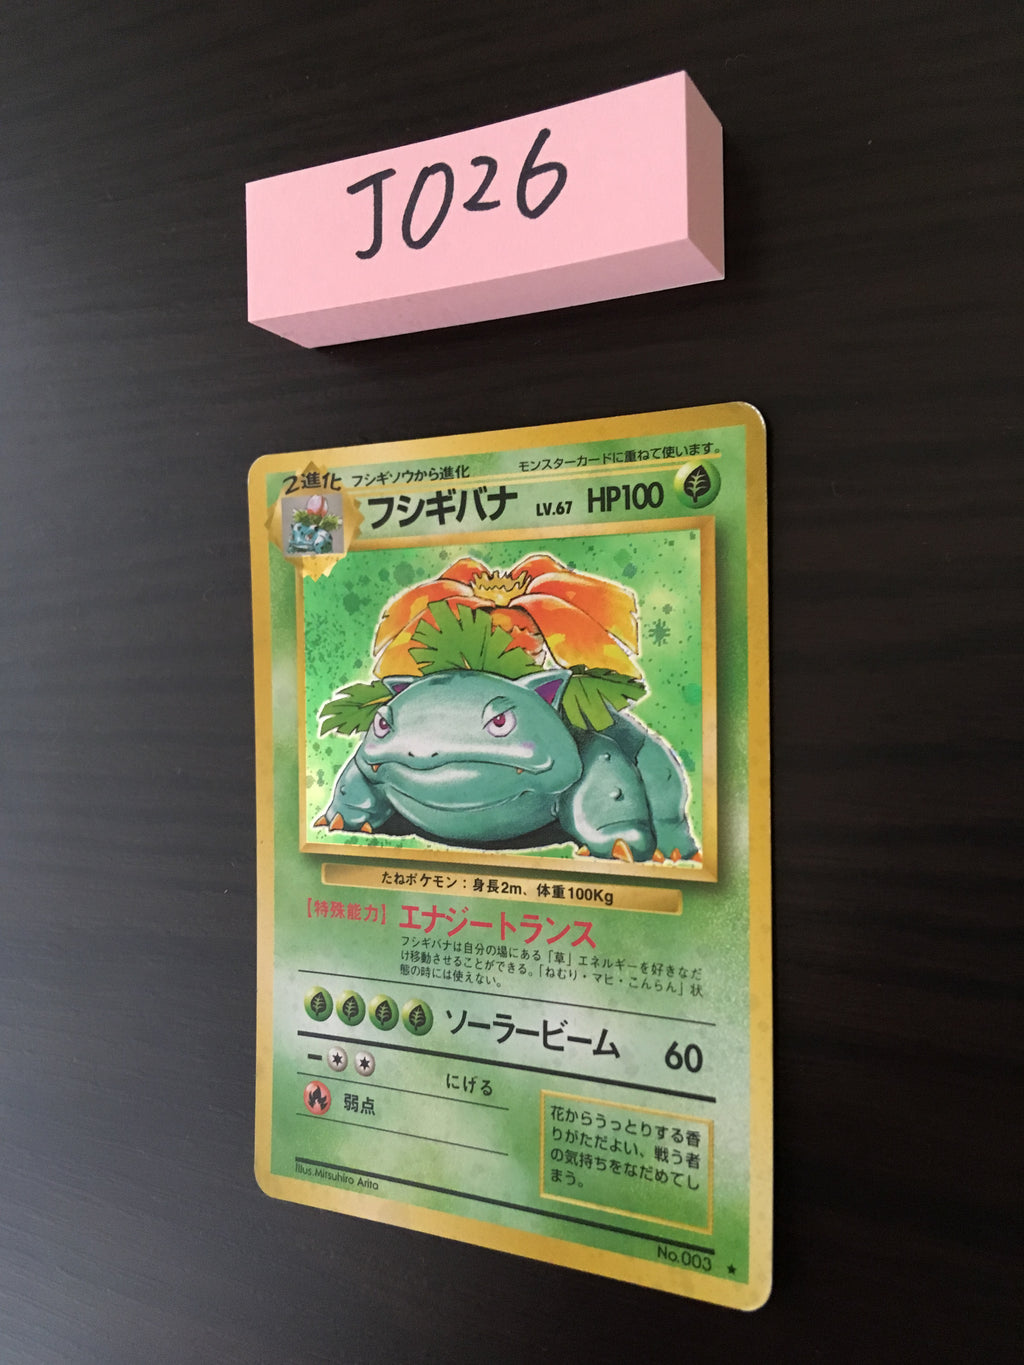 J026
2進化 フシギソウから進化 モンスターカードに重ねて使います。
フシギバナ LV.67 HP100
たねポケモン:身長2m、体重100Kg
【特殊能力】エナジートランス
フシギバナは自分の場にある「草」エネルギーを好きなだ
け移動させることができる。「ねむり・マヒ・こんらん」状
態の時には使えない。
ソーラービーム 60
ー にげる
弱点
花からうっとりする香
りがただよい、戦う者
の気持ちをなだめてし
まう。
Illus.Mitsuhiro Arita
No.003 ★